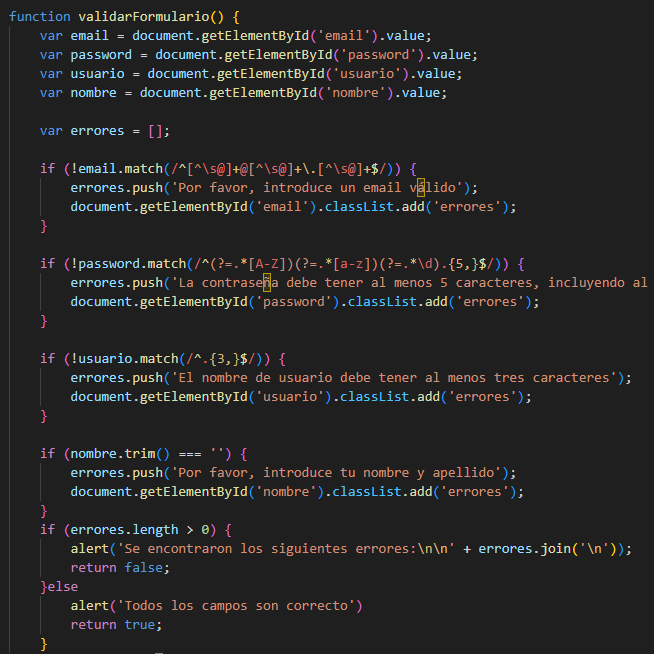 function validarFormulario() {
var email = document.getElementById('email').value;
var password = document.getElementById('password').value;
var usuario = document.getElementById('usuario').value;
var nombre = document.getElementById('nombre').value;
var errores = [];
if (!email.match(/^[^\s@]+@[^\s@]+\.[^\s@]+$/)) {
errores.push('Por favor, introduce un email válido');
document.getElementById('email').classList.add('errores');
}
if (!password.match(/^(?=.*[A-Z])(?=.*[a-z])(?=.*\d).{5,}$/)) {
errores.push('La contraseña debe tener al menos 5 caracteres, incluyendo al
document.getElementById('password').classList.add('errores');
}
if (!usuario.match(/^.{3,}$/)) {
errores.push('El nombre de usuario debe tener al menos tres caracteres');
document.getElementById('usuario').classList.add('errores');
}
if (nombre.trim() === '') {
errores.push('Por favor, introduce tu nombre y apellido');
document.getElementById('nombre').classList.add('errores');
}
if (errores.length > 0) {
alert('Se encontraron los siguientes errores:\n\n' + errores.join('\n'));
return false;
}else
alert('Todos los campos son correcto')
return true;
}